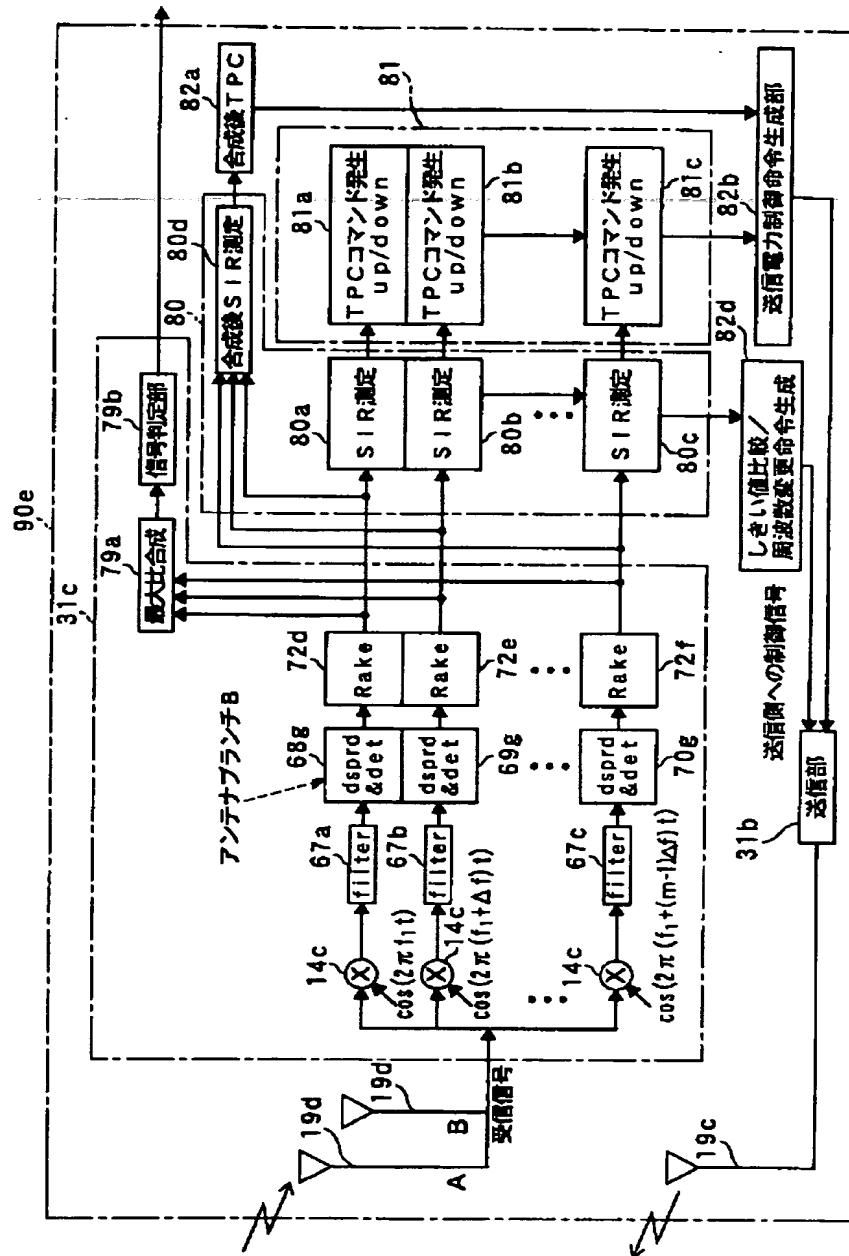 90e
31c
79a
最大比合成
79b
信号判定部
80
80d
合成後SIR測定
82a
合成後TPC
81
アンテナブランチB
19d
19d
A
B
受信信号
14c
cos(2πf₁t)
14c
cos(2π(f₁+Δf)t)
14c
cos(2π(f₁+(m-1)Δf)t)
67a
filter
67b
filter
67c
filter
68g
dsprd
&det
dsprd
&det
69g
dsprd
&det
70g
72d
Rake
Rake
72e
Rake
72f
80a
SIR測定
SIR測定
80b
SIR測定
80c
81a
TPCコマンド発生
up/down
TPCコマンド発生
up/down
81b
TPCコマンド発生
up/down
81c
82d
しきい値比較/
周波数変更命令生成
82b
送信電力制御命令生成部
送信側への制御信号
31b
送信部
19c